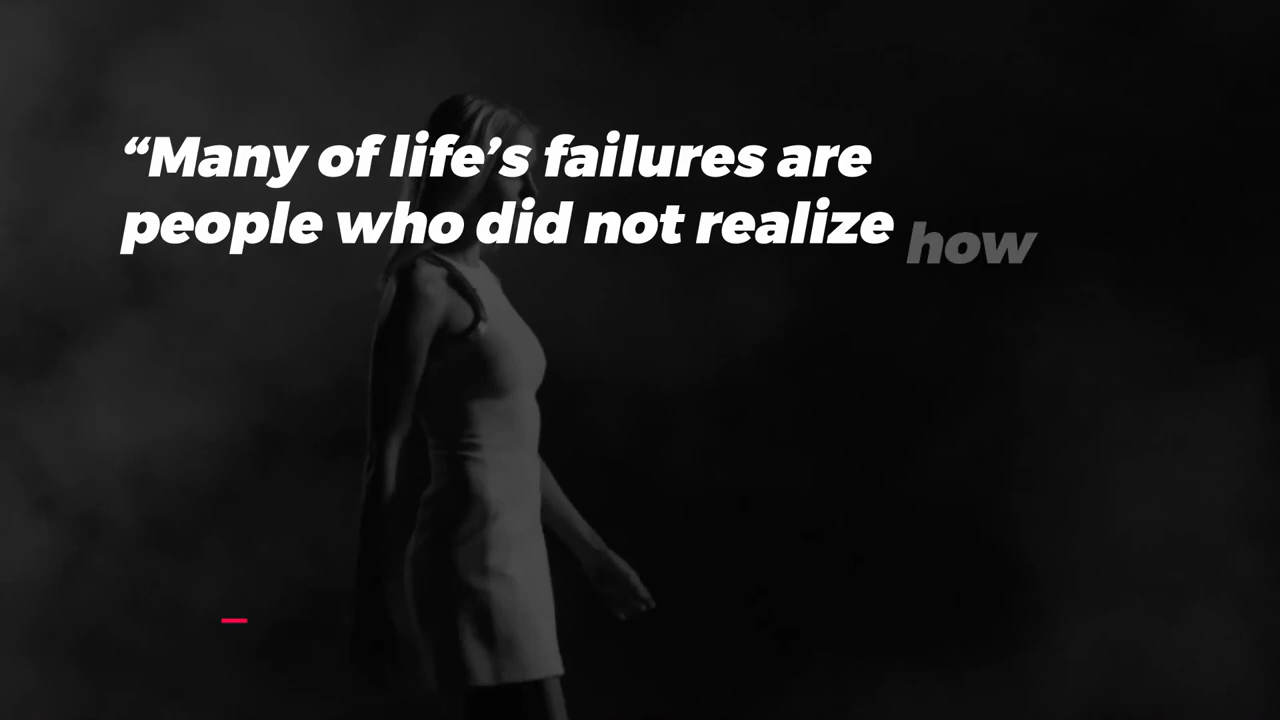 “Many of life’s failures are
people who did not realize how